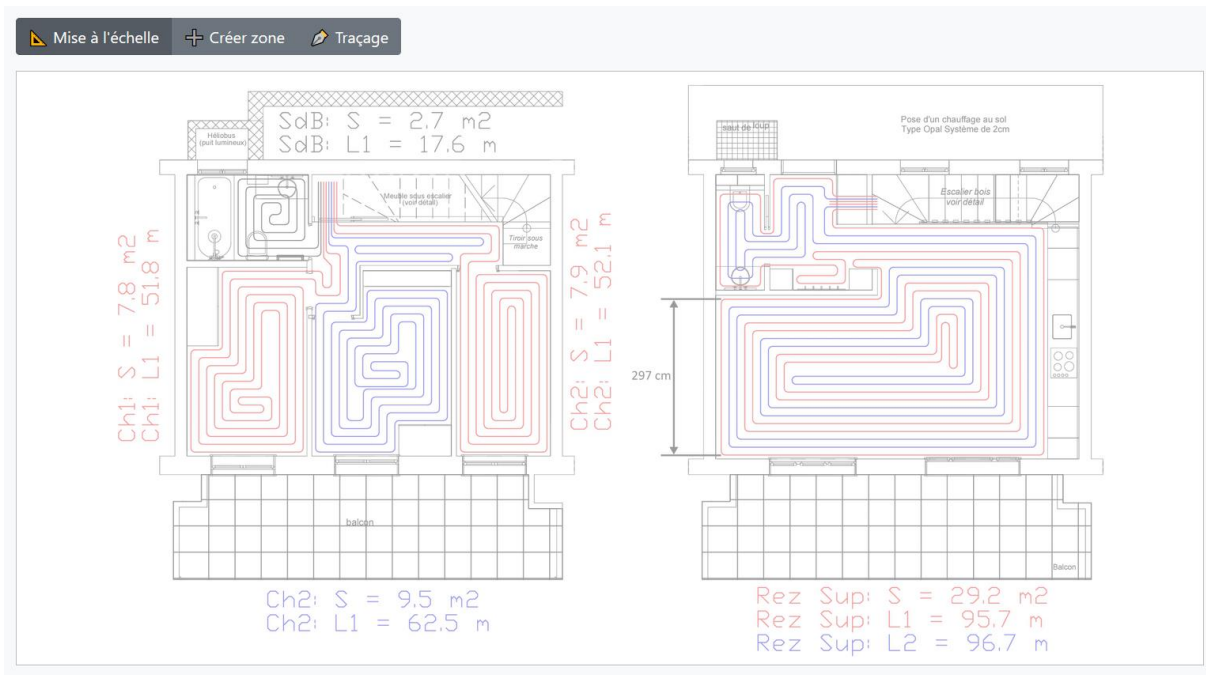 Mise à l'échelle
Créer zone
Traçage
Héliobus
(puit lumineux)
SdB: S = 2.7 m2
SdB: L1 = 17.6 m
Meuble sous escalier
(voir détail)
Tiroir sous
marche
Ch1: S = 7.8 m2
Ch1: L1 = 51.8 m
Ch2: S = 7.9 m2
Ch2: L1 = 52.1 m
balcon
Ch2: S = 9.5 m2
Ch2: L1 = 62.5 m
saut de loup
Pose d'un chauffage au sol
Type Opal Système de 2cm
Escalier bois
voir détail
297 cm
Balcon
Rez Sup: S = 29.2 m2
Rez Sup: L1 = 95.7 m
Rez Sup: L2 = 96.7 m